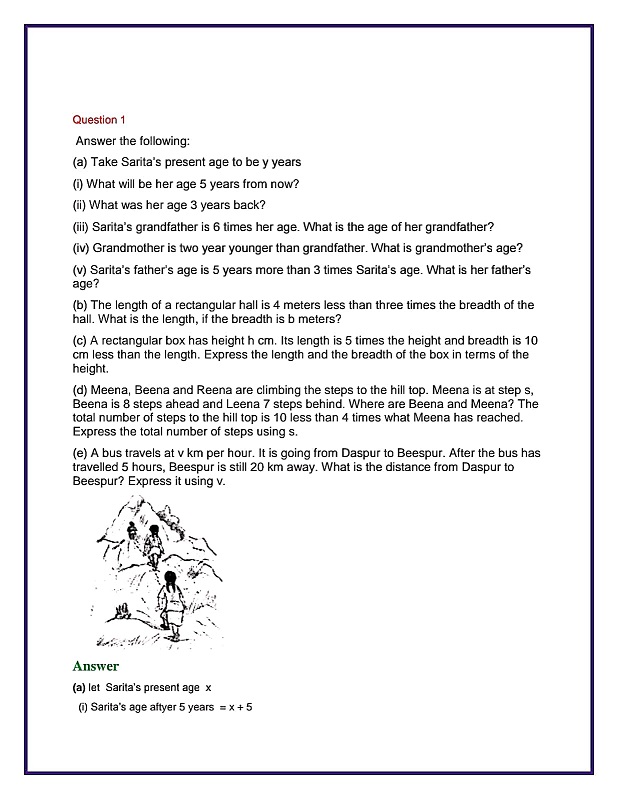 Question 1
Answer the following:
(a) Take Sarita's present age to be y years
(i) What will be her age 5 years from now?
(ii) What was her age 3 years back?
(iii) Sarita's grandfather is 6 times her age. What is the age of her grandfather?
(iv) Grandmother is two year younger than grandfather. What is grandmother's age?
(v) Sarita's father's age is 5 years more than 3 times Sarita's age. What is her father's
age?
(b) The length of a rectangular hall is 4 meters less than three times the breadth of the
hall. What is the length, if the breadth is b meters?
(c) A rectangular box has height h cm. Its length is 5 times the height and breadth is 10
cm less than the length. Express the length and the breadth of the box in terms of the
height.
(d) Meena, Beena and Reena are climbing the steps to the hill top. Meena is at step s,
Beena is 8 steps ahead and Leena 7 steps behind. Where are Beena and Meena? The
total number of steps to the hill top is 10 less than 4 times what Meena has reached.
Express the total number of steps using s.
(e) A bus travels at v km per hour. It is going from Daspur to Beespur. After the bus has
travelled 5 hours, Beespur is still 20 km away. What is the distance from Daspur to
Beespur? Express it using v.
Answer
(a) let Sarita's present age x
(i) Sarita's age aftyer 5 years = x + 5